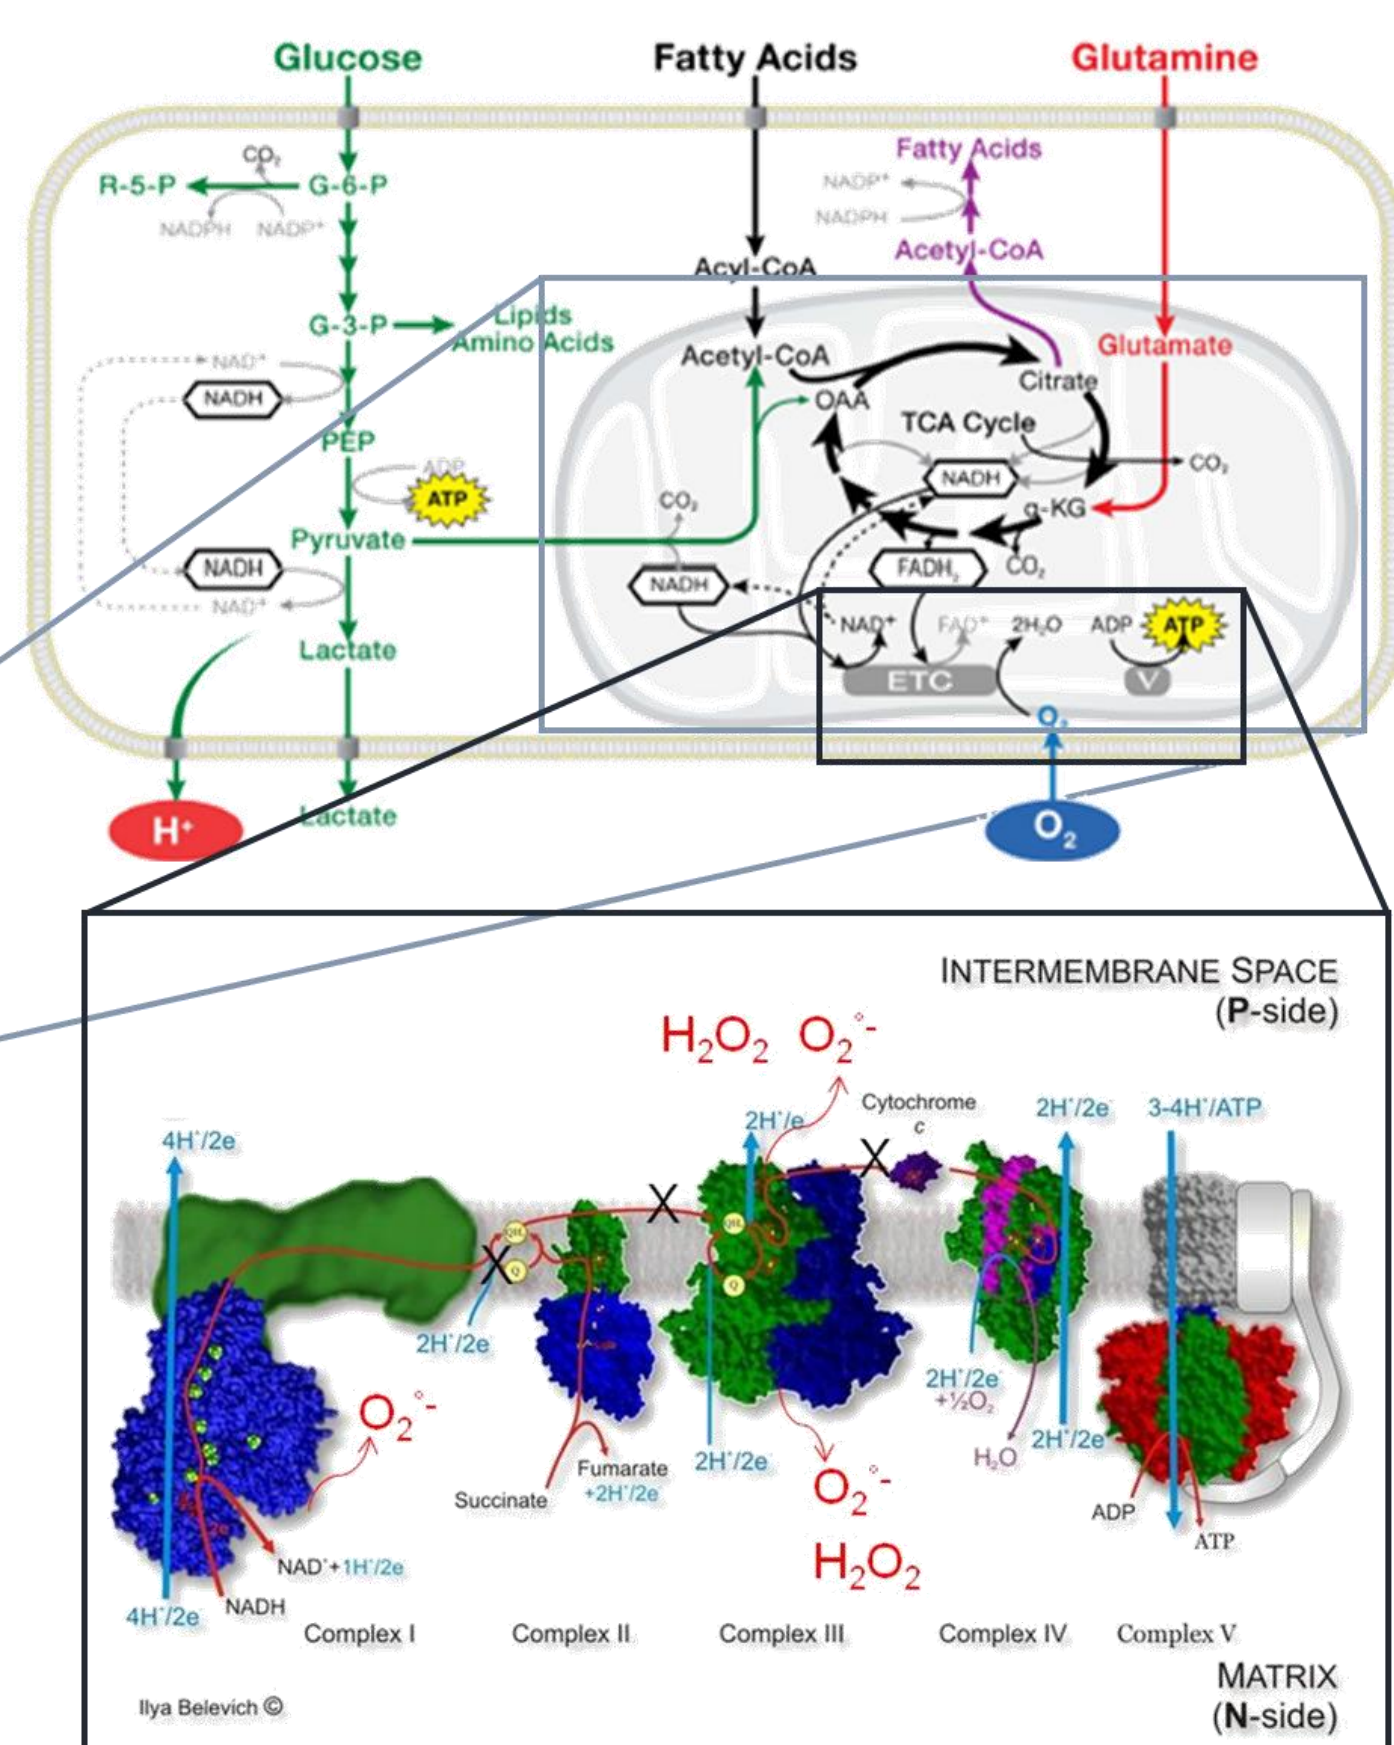 Glucose
Fatty Acids
Glutamine
CO₂
R-5-P
G-6-P
NADPH
NADP⁺
Fatty Acids
NADP⁺
NADPH
Acetyl-CoA
Acyl-CoA
G-3-P
Lipids
Amino Acids
NAD⁺
NADH
PEP
ADP
ATP
Pyruvate
NADH
NAD⁺
Lactate
H⁺
Lactate
Acetyl-CoA
Glutamate
Citrate
OAA
TCA Cycle
CO₂
NADH
α-KG
CO₂
FADH₂
CO₂
NADH
NAD⁺
FAD⁺
2H₂O
ADP
ATP
ETC
V
O₂
O₂
INTERMEMBRANE SPACE
(P-side)
H₂O₂ O₂°-
4H⁺/2e⁻
2H⁺/e⁻
Cytochrome
c
2H⁺/2e⁻
3-4H⁺/ATP
X
X
X
QH₂
Q
QH₂
Q
2H⁺/2e⁻
O₂°-
2e⁻
Succinate
Fumarate
+2H⁺/2e⁻
2H⁺/2e⁻
O₂°-
H₂O₂
2H⁺/2e⁻
+½O₂
H₂O
2H⁺/2e⁻
ADP
ATP
NAD⁺+1H⁺/2e⁻
NADH
4H⁺/2e⁻
Complex I
Complex II
Complex III
Complex IV
Complex V
MATRIX
(N-side)
Ilya Belevich ©